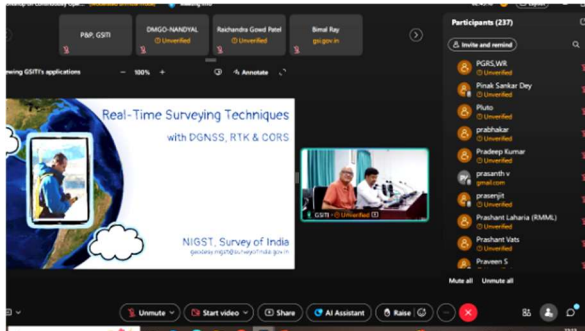 Participants (237)
P&P, GSITI
DMGO-NANDYAL
Unverified
Raichandra Gowd Patel
Unverified
Bimal Ray
gsi.gov.in
Invite and remind
ewing GSITI's applications
100%
Annotate
Real-Time Surveying Techniques
with DGNSS, RTK & CORS
NIGST, Survey of India
GSITI - Unverified
PGRS,WR
Unverified
Pinak Sankar Dey
Unverified
Pluto
Unverified
prabhakar
Unverified
Pradeep Kumar
Unverified
prasanth v
gmail.com
prasenjit
Unverified
Prashant Laharia (RMML)
Unverified
Prashant Vats
Unverified
Praveen S
Mute all
Unmute all
Unmute
Start video
Share
AI Assistant
Raise